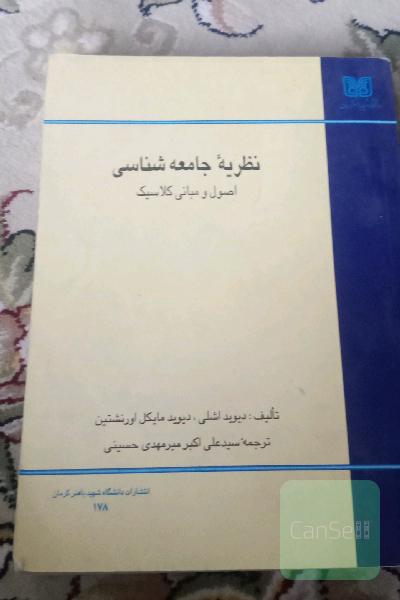 نظریهٔ جامعه شناسی
اصول و مبانی کلاسیک
تألیف: دیوید اشلی، دیوید مایکل اورنشتین
ترجمه: سیدعلی اکبر میرمهدی حسینی
انتشارات دانشگاه شهید باهنر کرمان
۱۷۸
CanSell